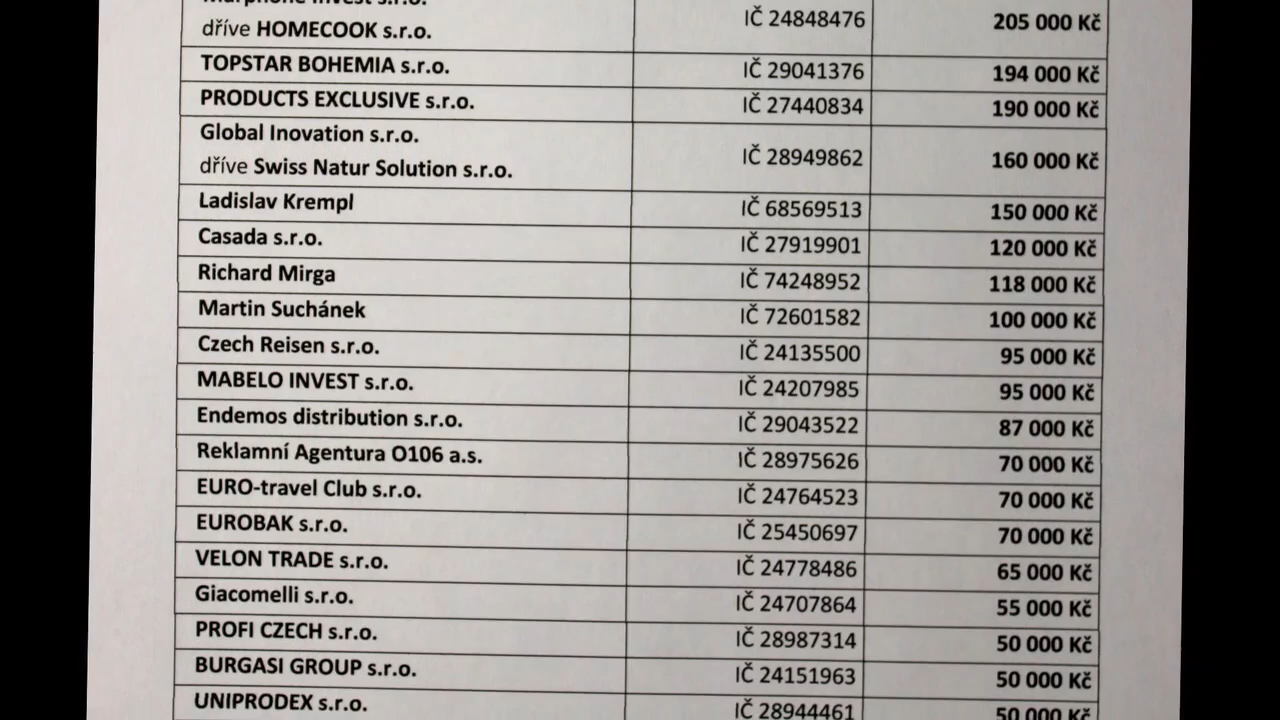 invest s.r.o.
dříve HOMECOOK s.r.o. IČ 24848476 205 000 Kč
TOPSTAR BOHEMIA s.r.o. IČ 29041376 194 000 Kč
PRODUCTS EXCLUSIVE s.r.o. IČ 27440834 190 000 Kč
Global Inovation s.r.o.
dříve Swiss Natur Solution s.r.o. IČ 28949862 160 000 Kč
Ladislav Krempl IČ 68569513 150 000 Kč
Casada s.r.o. IČ 27919901 120 000 Kč
Richard Mirga IČ 74248952 118 000 Kč
Martin Suchánek IČ 72601582 100 000 Kč
Czech Reisen s.r.o. IČ 24135500 95 000 Kč
MABELO INVEST s.r.o. IČ 24207985 95 000 Kč
Endemos distribution s.r.o. IČ 29043522 87 000 Kč
Reklamní Agentura O106 a.s. IČ 28975626 70 000 Kč
EURO-travel Club s.r.o. IČ 24764523 70 000 Kč
EUROBAK s.r.o. IČ 25450697 70 000 Kč
VELON TRADE s.r.o. IČ 24778486 65 000 Kč
Giacomelli s.r.o. IČ 24707864 55 000 Kč
PROFI CZECH s.r.o. IČ 28987314 50 000 Kč
BURGASI GROUP s.r.o. IČ 24151963 50 000 Kč
UNIPRODEX s.r.o. IČ 28944461 50 000 Kč